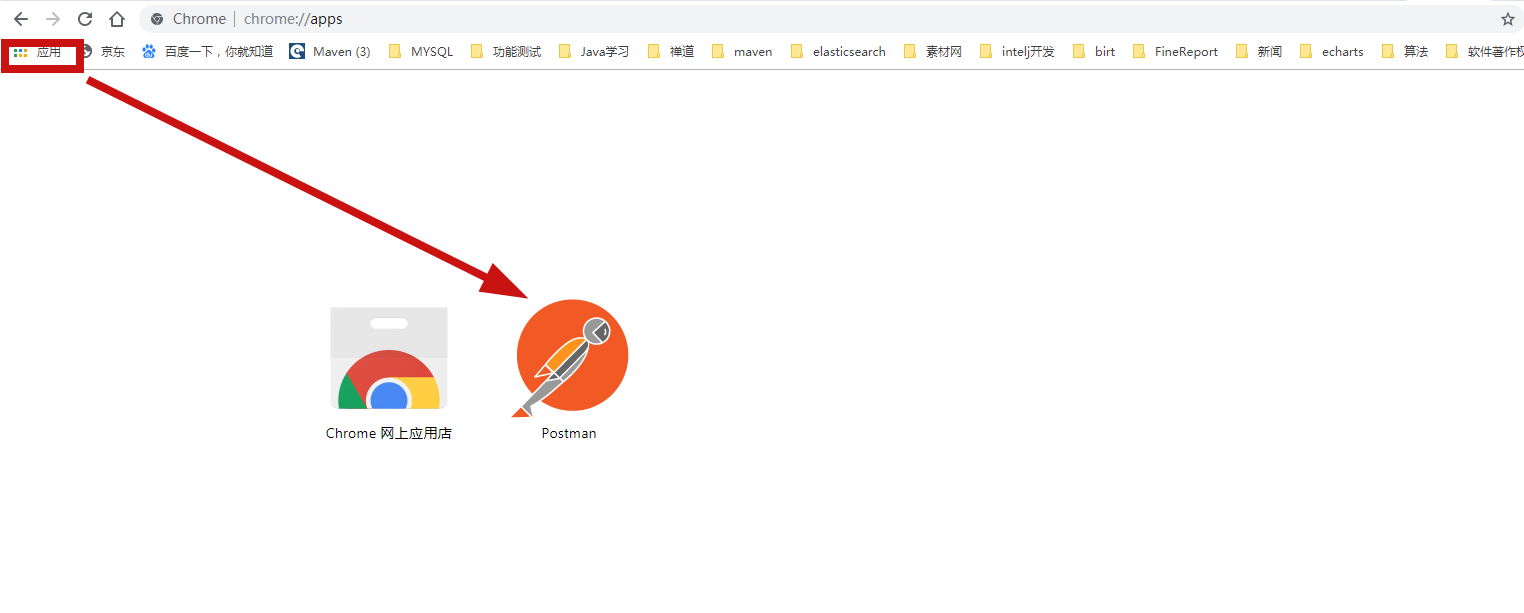 Chrome | chrome://apps
应用 京东 百度一下，你就知道 Maven (3) MYSQL 功能测试 Java学习 禅道 maven elasticsearch 素材网 intelj开发 birt FineReport 新闻 echarts 算法 软件著作权
Chrome 网上应用店 Postman